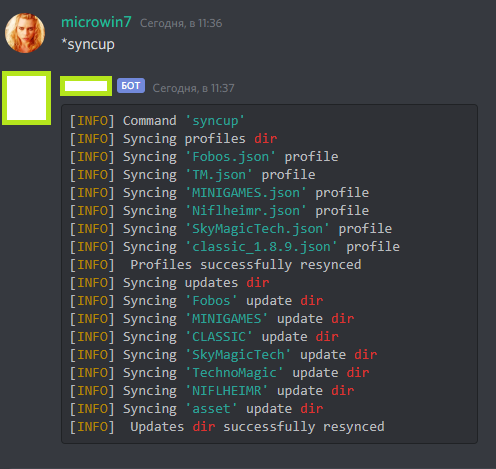 microwin7 Сегодня, в 11:36
*syncup
БОТ Сегодня, в 11:37
[INFO] Command 'syncup'
[INFO] Syncing profiles dir
[INFO] Syncing 'Fobos.json' profile
[INFO] Syncing 'TM.json' profile
[INFO] Syncing 'MINIGAMES.json' profile
[INFO] Syncing 'Niflheimr.json' profile
[INFO] Syncing 'SkyMagicTech.json' profile
[INFO] Syncing 'classic_1.8.9.json' profile
[INFO]  Profiles successfully resynced
[INFO] Syncing updates dir
[INFO] Syncing 'Fobos' update dir
[INFO] Syncing 'MINIGAMES' update dir
[INFO] Syncing 'CLASSIC' update dir
[INFO] Syncing 'SkyMagicTech' update dir
[INFO] Syncing 'TechnoMagic' update dir
[INFO] Syncing 'NIFLHEIMR' update dir
[INFO] Syncing 'asset' update dir
[INFO]  Updates dir successfully resynced